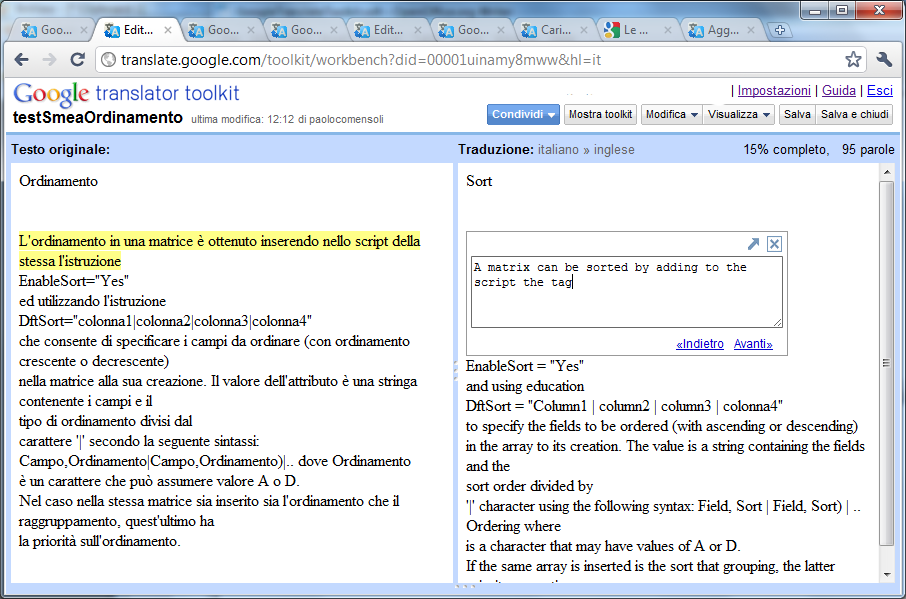 Goo... Edit... Goo... Goo... Edit... Goo... Cari... Le ... Agg...
translate.google.com/toolkit/workbench?did=00001uinamy8mww&hl=it
Google translator toolkit
| Impostazioni | Guida | Esci
testSmeaOrdinamento ultima modifica: 12:12 di paolocomensoli
Condividi Mostra toolkit Modifica Visualizza Salva Salva e chiudi
Testo originale:
Traduzione: italiano » inglese 15% completo, 95 parole
Ordinamento
L'ordinamento in una matrice è ottenuto inserendo nello script della
stessa l'istruzione
EnableSort="Yes"
ed utilizzando l'istruzione
DftSort="colonna1|colonna2|colonna3|colonna4"
che consente di specificare i campi da ordinare (con ordinamento
crescente o decrescente)
nella matrice alla sua creazione. Il valore dell'attributo è una stringa
contenente i campi e il
tipo di ordinamento divisi dal
carattere '|' secondo la seguente sintassi:
Campo,Ordinamento|Campo,Ordinamento)|.. dove Ordinamento
è un carattere che può assumere valore A o D.
Nel caso nella stessa matrice sia inserito sia l'ordinamento che il
raggruppamento, quest'ultimo ha
la priorità sull'ordinamento.
Sort
A matrix can be sorted by adding to the
script the tag
«Indietro Avanti»
EnableSort = "Yes"
and using education
DftSort = "Column1 | column2 | column3 | colonna4"
to specify the fields to be ordered (with ascending or descending)
in the array to its creation. The value is a string containing the fields
and the
sort order divided by
'|' character using the following syntax: Field, Sort | Field, Sort) | ..
Ordering where
is a character that may have values of A or D.
If the same array is inserted is the sort that grouping, the latter